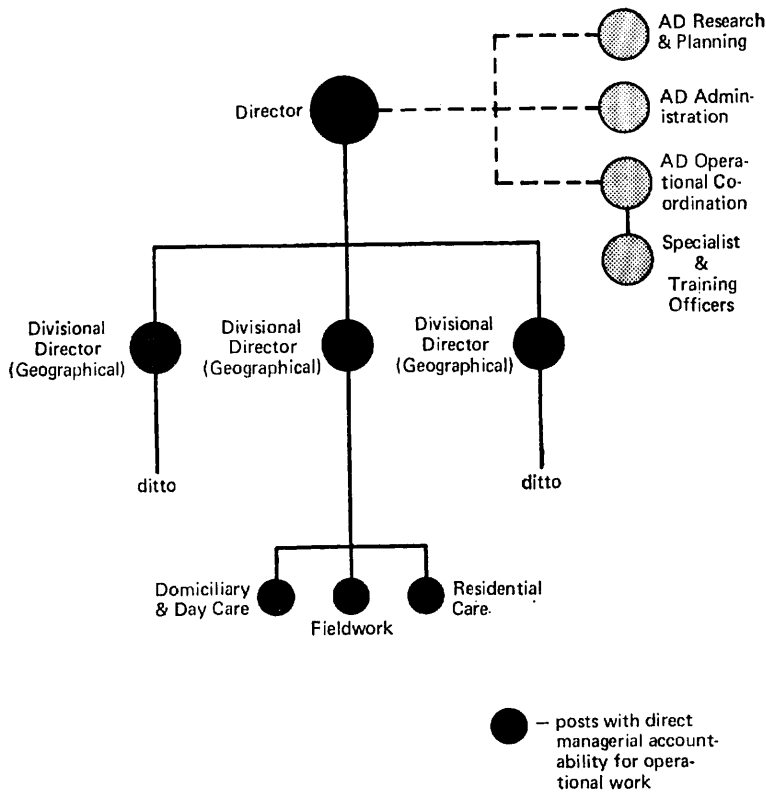 AD Research
& Planning
Director
AD Admin-
istration
AD Opera-
tional Co-
ordination
Specialist
&
Training
Officers
Divisional
Director
(Geographical)
Divisional
Director
(Geographical)
Divisional
Director
(Geographical)
ditto
ditto
Domiciliary
& Day Care
Fieldwork
Residential
Care.
– posts with direct
managerial account-
ability for opera-
tional work